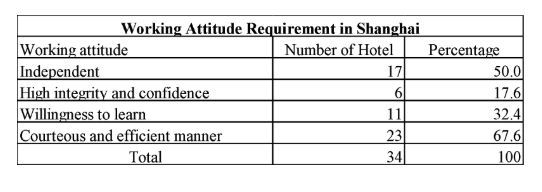 Working Attitude Requirement in Shanghai
Working attitude Number of Hotel Percentage
Independent 17 50.0
High integrity and confidence 6 17.6
Willingness to learn 11 32.4
Courteous and efficient manner 23 67.6
Total 34 100